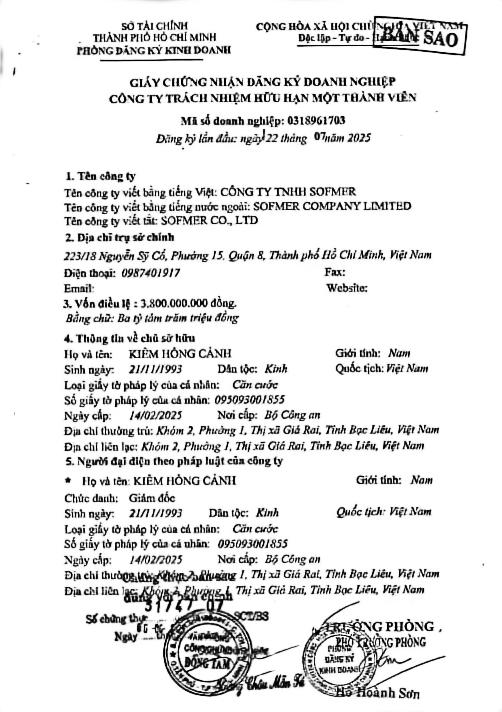 SỞ TÀI CHÍNH
THÀNH PHỐ HỒ CHÍ MINH
PHÒNG ĐĂNG KÝ KINH DOANH
CỘNG HÒA XÃ HỘI CHỦ NGHĨA VIỆT NAM
Độc lập - Tự do -
BẢN SAO
GIẤY CHỨNG NHẬN ĐĂNG KÝ DOANH NGHIỆP
CÔNG TY TRÁCH NHIỆM HỮU HẠN MỘT THÀNH VIÊN
Mã số doanh nghiệp: 0318961703
Đăng ký lần đầu: ngày 22 tháng 07 năm 2025
1. Tên công ty
Tên công ty viết bằng tiếng Việt: CÔNG TY TNHH SOFMER
Tên công ty viết bằng tiếng nước ngoài: SOFMER COMPANY LIMITED
Tên công ty viết tắt: SOFMER CO., LTD
2. Địa chỉ trụ sở chính
223/18 Nguyễn Sỹ Cố, Phường 15, Quận 8, Thành phố Hồ Chí Minh, Việt Nam
Điện thoại: 0987401917 Fax:
Email: Website:
3. Vốn điều lệ : 3.800.000.000 đồng.
Bằng chữ: Ba tỷ tám trăm triệu đồng
4. Thông tin về chủ sở hữu
Họ và tên: KIÊM HỒNG CẢNH Giới tính: Nam
Sinh ngày: 21/11/1993 Dân tộc: Kinh Quốc tịch: Việt Nam
Loại giấy tờ pháp lý của cá nhân: Căn cước
Số giấy tờ pháp lý của cá nhân: 095093001855
Ngày cấp: 14/02/2025 Nơi cấp: Bộ Công an
Địa chỉ thường trú: Khóm 2, Phường 1, Thị xã Giá Rai, Tỉnh Bạc Liêu, Việt Nam
Địa chỉ liên lạc: Khóm 2, Phường 1, Thị xã Giá Rai, Tỉnh Bạc Liêu, Việt Nam
5. Người đại diện theo pháp luật của công ty
* Họ và tên: KIÊM HỒNG CẢNH Giới tính: Nam
Chức danh: Giám đốc
Sinh ngày: 21/11/1993 Dân tộc: Kinh Quốc tịch: Việt Nam
Loại giấy tờ pháp lý của cá nhân: Căn cước
Số giấy tờ pháp lý của cá nhân: 095093001855
Ngày cấp: 14/02/2025 Nơi cấp: Bộ Công an
Địa chỉ thường trú: Khóm 2, Phường 1, Thị xã Giá Rai, Tỉnh Bạc Liêu, Việt Nam
Địa chỉ liên lạc: Khóm 2, Phường 1, Thị xã Giá Rai, Tỉnh Bạc Liêu, Việt Nam
đúng với bản chính
Số chứng thực 31747 07 SCT/BS
Ngày
VĂN PHÒNG
CÔNG CHỨNG
ĐỒNG TÂM
TRƯỞNG PHÒNG
PHÓ TRƯỞNG PHÒNG
PHÒNG
ĐĂNG KÝ
KINH DOANH
Hồ Hoành Sơn